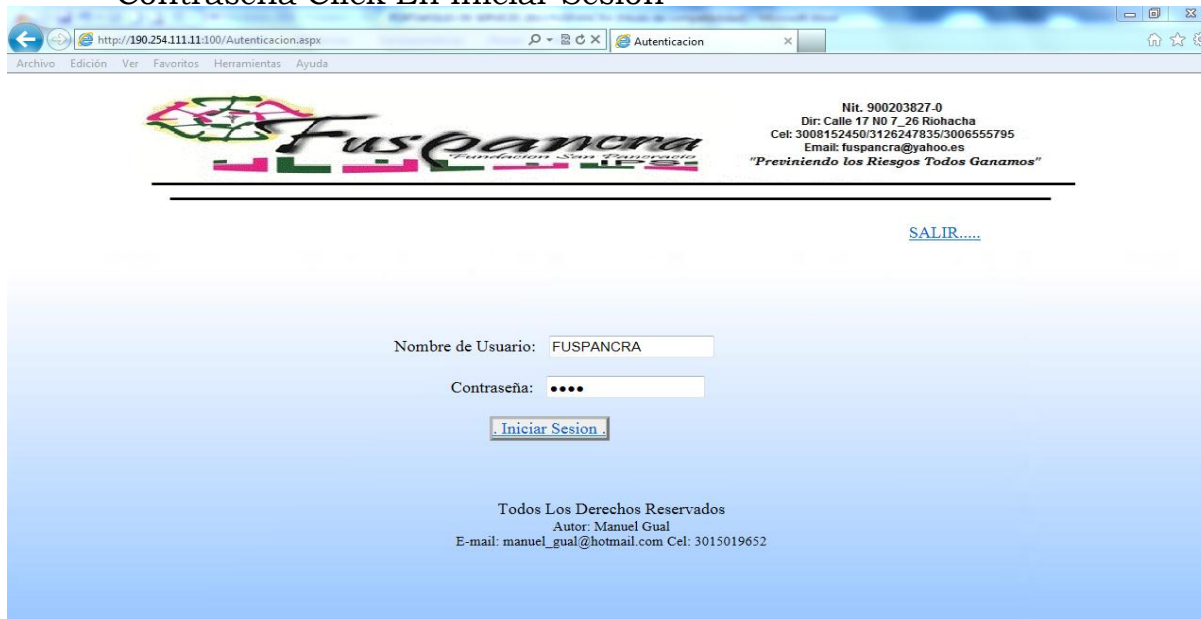 Contraseña Click En Iniciar Sesión
http://190.254.111.11:100/Autenticacion.aspx
Autenticacion
Archivo Edición Ver Favoritos Herramientas Ayuda
Fuspancra
Fundacion San Pancracio
IPS
Nit. 900203827-0
Dir: Calle 17 N0 7_26 Riohacha
Cel: 3008152450/3126247835/3006555795
Email: fuspancra@yahoo.es
"Previniendo los Riesgos Todos Ganamos"
SALIR.....
Nombre de Usuario: FUSPANCRA
Contraseña: ••••
. Iniciar Sesion .
Todos Los Derechos Reservados
Autor: Manuel Gual
E-mail: manuel_gual@hotmail.com Cel: 3015019652